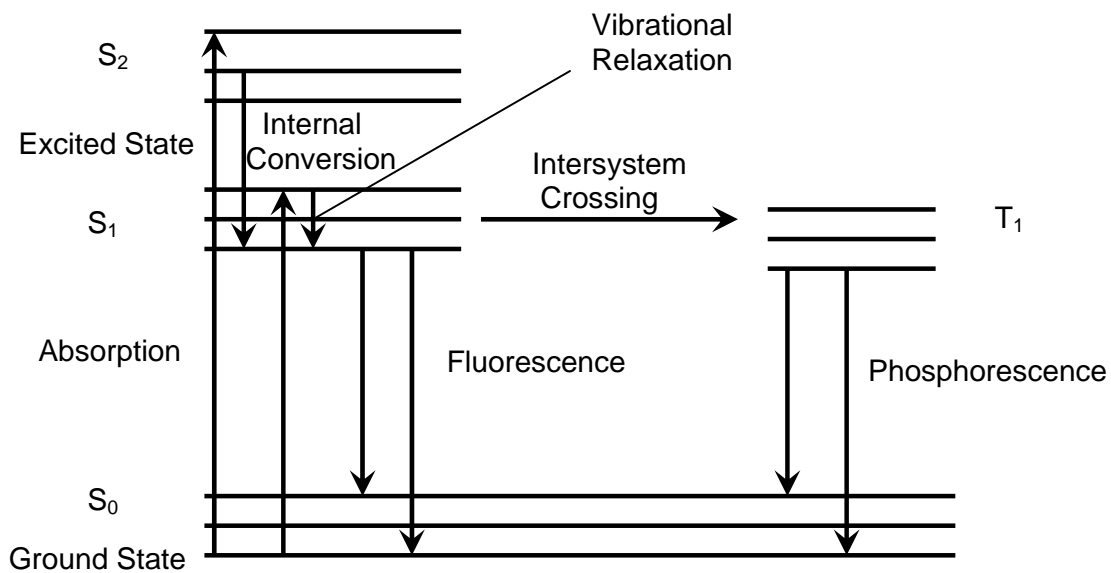 Vibrational
Relaxation
S₂
Excited State
Internal
Conversion
Intersystem
Crossing
S₁
T₁
Absorption
Fluorescence
Phosphorescence
S₀
Ground State